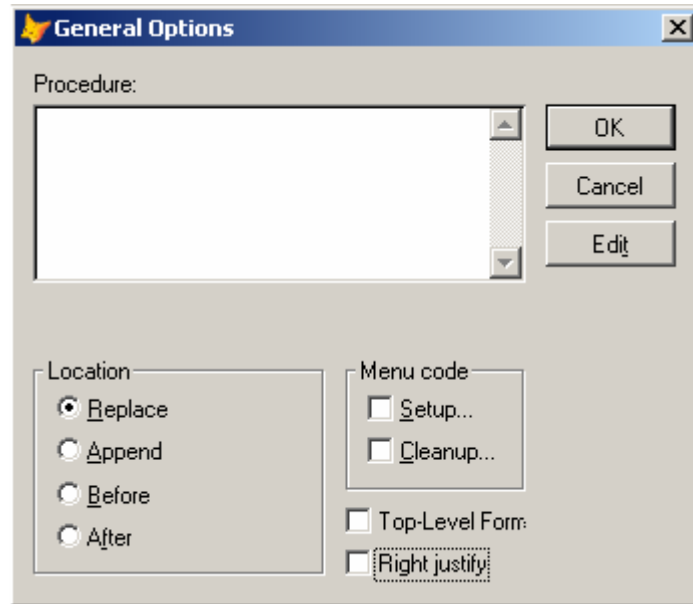 General Options
Procedure:
OK
Cancel
Edit
Location
Replace
Append
Before
After
Menu code
Setup...
Cleanup...
Top-Level Form
Right justify